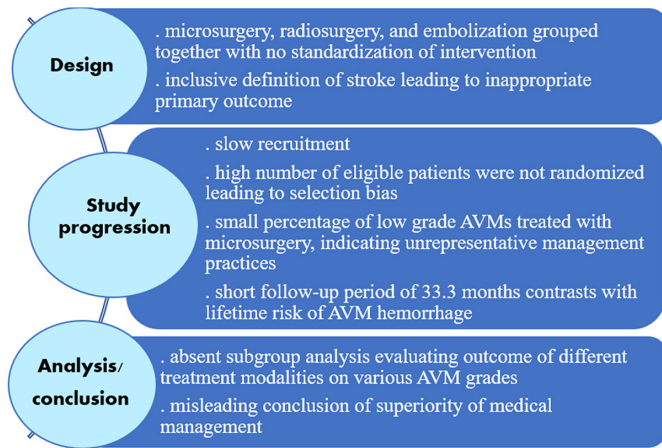 Design
. microsurgery, radiosurgery, and embolization grouped
together with no standardization of intervention
. inclusive definition of stroke leading to inappropriate
primary outcome
Study
progression
. slow recruitment
. high number of eligible patients were not randomized
leading to selection bias
. small percentage of low grade AVMs treated with
microsurgery, indicating unrepresentative management
practices
. short follow-up period of 33.3 months contrasts with
lifetime risk of AVM hemorrhage
Analysis/
conclusion
. absent subgroup analysis evaluating outcome of different
treatment modalities on various AVM grades
. misleading conclusion of superiority of medical
management